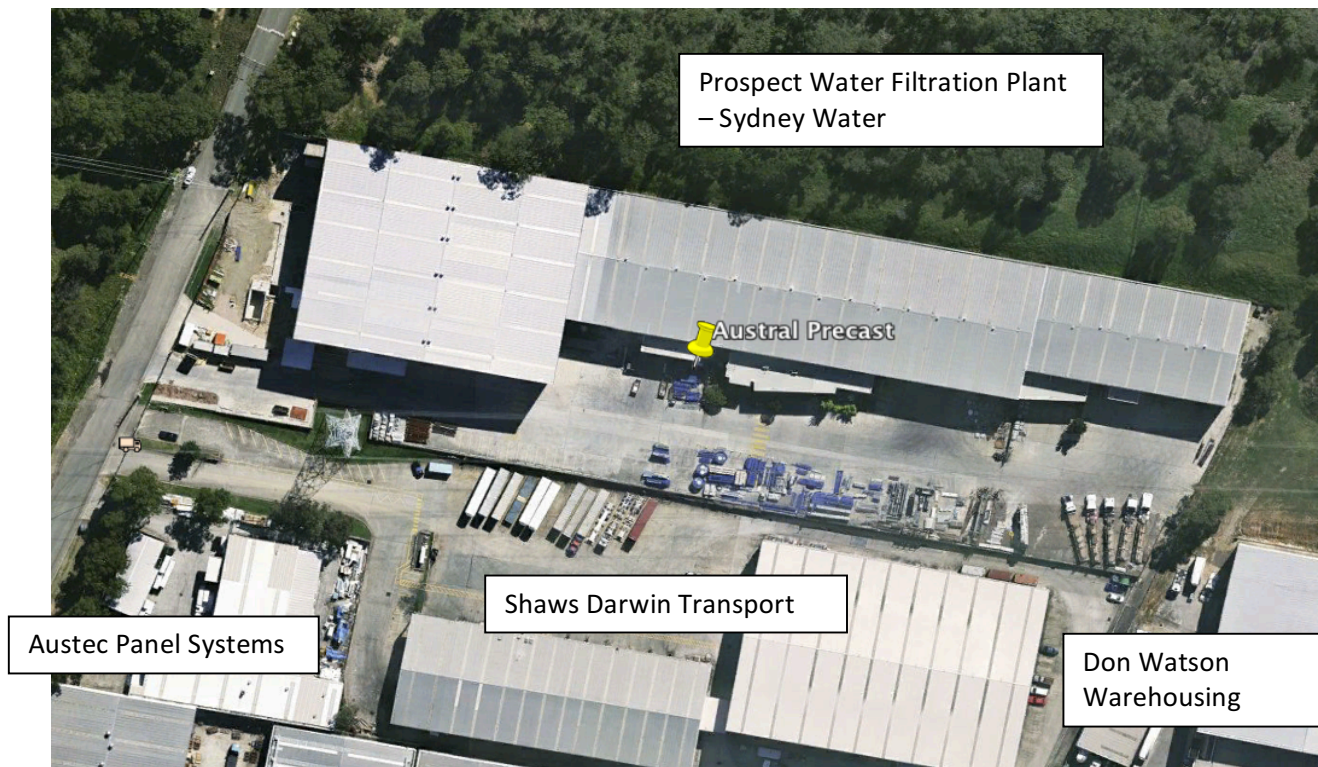 Prospect Water Filtration Plant
– Sydney Water
Austral Precast
Shaws Darwin Transport
Austec Panel Systems
Don Watson
Warehousing